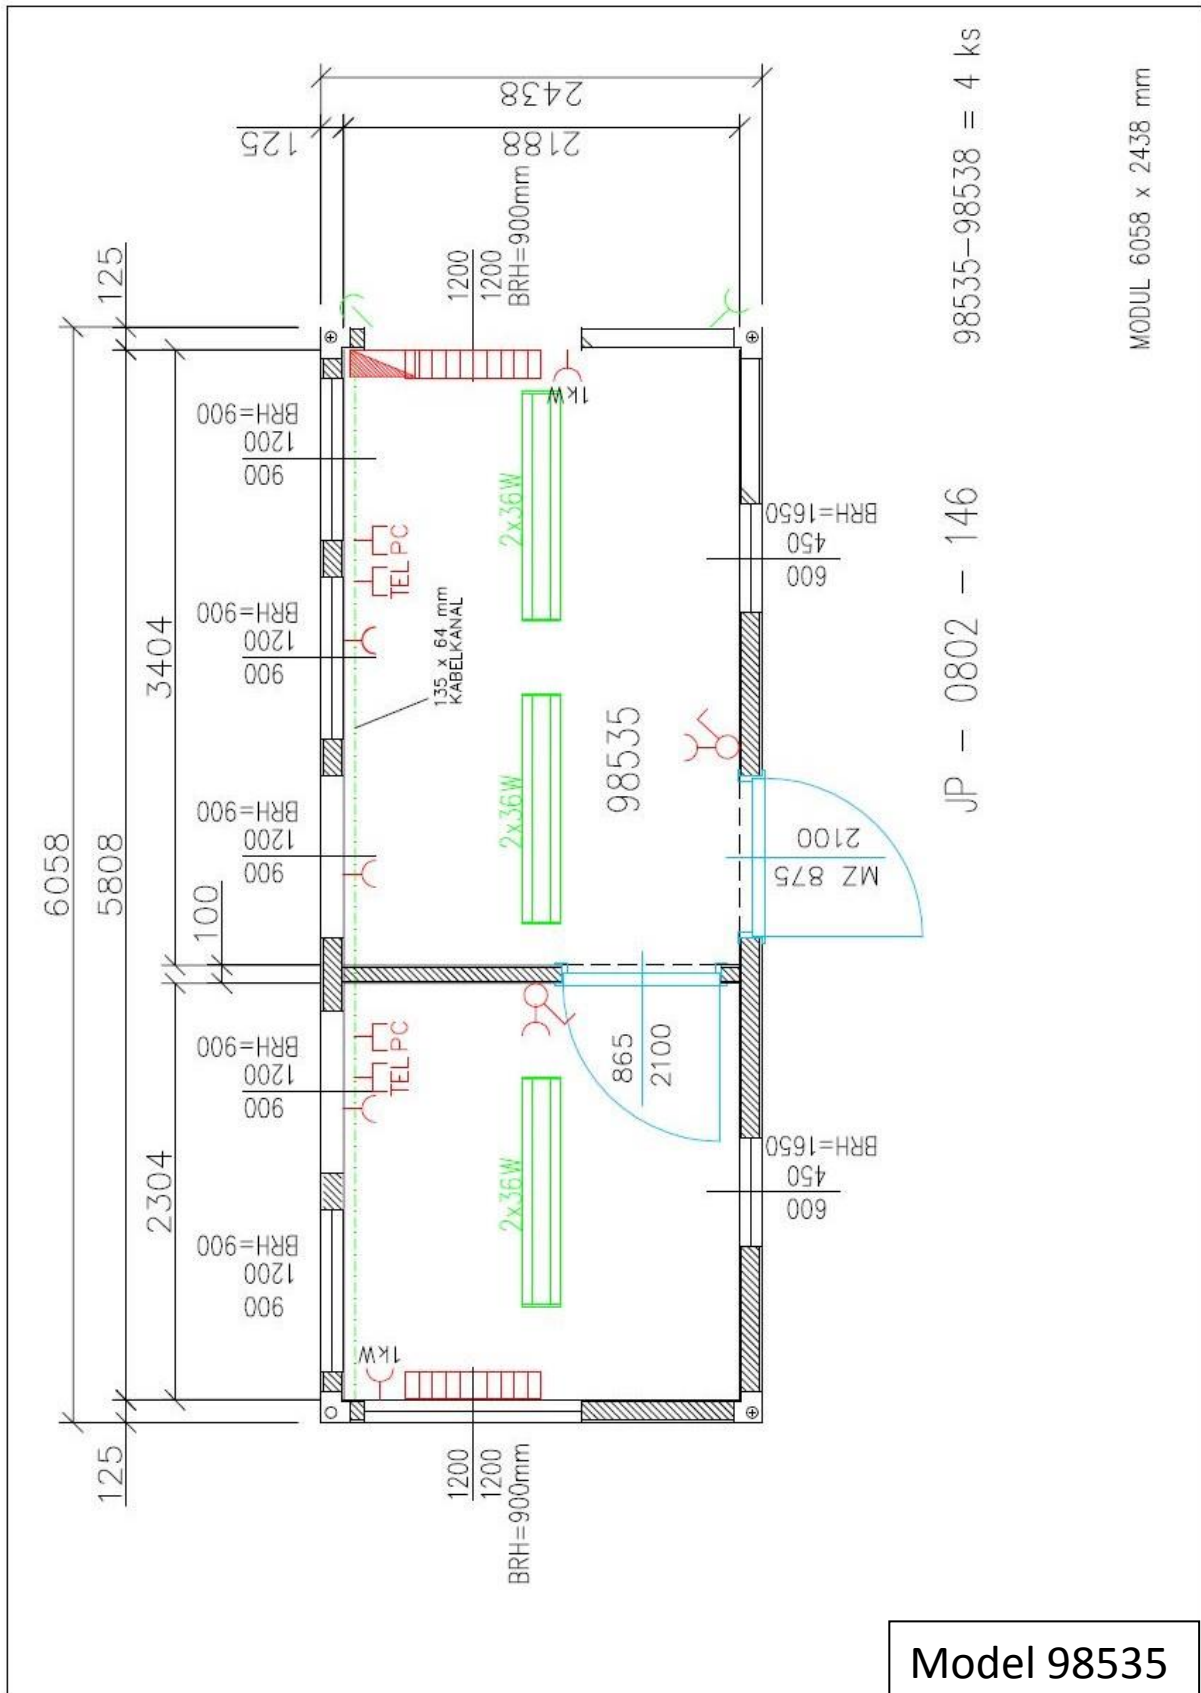 2438
125
2188
125
6058
5808
3404
100
2304
125
1200
1200
BRH=900mm
900
1200
BRH=900
900
1200
BRH=900
900
1200
BRH=900
900
1200
BRH=900
900
1200
BRH=900
1kW
2x36W
PC
TEL
135 x 64 mm
KABELKANAL
2x36W
98535
600
450
BRH=1650
MZ 875
2100
865
2100
PC
TEL
2x36W
600
450
BRH=1650
1kW
1200
1200
BRH=900mm
98535-98538 = 4 ks
MODUL 6058 x 2438 mm
JP - 0802 - 146
Model 98535